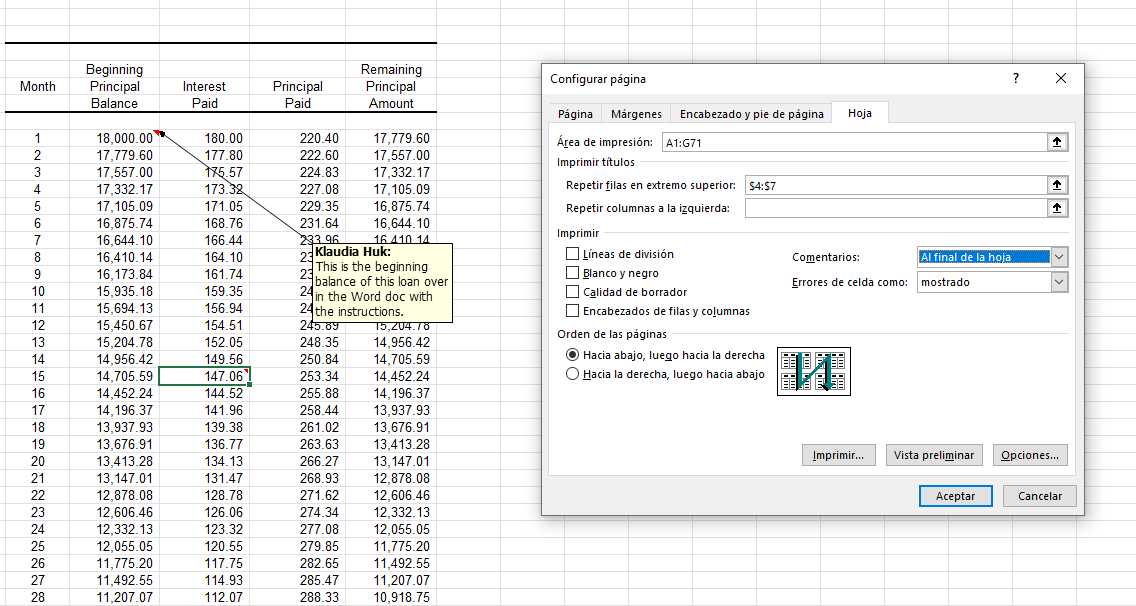 Beginning Remaining
Month Principal Interest Principal Principal
Balance Paid Paid Amount
1 18,000.00 180.00 220.40 17,779.60
2 17,779.60 177.80 222.60 17,557.00
3 17,557.00 175.57 224.83 17,332.17
4 17,332.17 173.32 227.08 17,105.09
5 17,105.09 171.05 229.35 16,875.74
6 16,875.74 168.76 231.64 16,644.10
7 16,644.10 166.44 233.96 16,410.14
8 16,410.14 164.10 23
9 16,173.84 161.74 23
10 15,935.18 159.35 24
11 15,694.13 156.94 24
12 15,450.67 154.51 245.89 15,204.78
13 15,204.78 152.05 248.35 14,956.42
14 14,956.42 149.56 250.84 14,705.59
15 14,705.59 147.06 253.34 14,452.24
16 14,452.24 144.52 255.88 14,196.37
17 14,196.37 141.96 258.44 13,937.93
18 13,937.93 139.38 261.02 13,676.91
19 13,676.91 136.77 263.63 13,413.28
20 13,413.28 134.13 266.27 13,147.01
21 13,147.01 131.47 268.93 12,878.08
22 12,878.08 128.78 271.62 12,606.46
23 12,606.46 126.06 274.34 12,332.13
24 12,332.13 123.32 277.08 12,055.05
25 12,055.05 120.55 279.85 11,775.20
26 11,775.20 117.75 282.65 11,492.55
27 11,492.55 114.93 285.47 11,207.07
28 11,207.07 112.07 288.33 10,918.75
Klaudia Huk:
This is the beginning
balance of this loan over
in the Word doc with
the instructions.
Configurar página ?
Página Márgenes Encabezado y pie de página Hoja
Área de impresión: A1:G71
Imprimir títulos
Repetir filas en extremo superior: $4:$7
Repetir columnas a la izquierda:
Imprimir
Líneas de división
Blanco y negro
Calidad de borrador
Encabezados de filas y columnas
Comentarios: Al final de la hoja
Errores de celda como: mostrado
Orden de las páginas
Hacia abajo, luego hacia la derecha
Hacia la derecha, luego hacia abajo
Imprimir... Vista preliminar Opciones...
Aceptar Cancelar